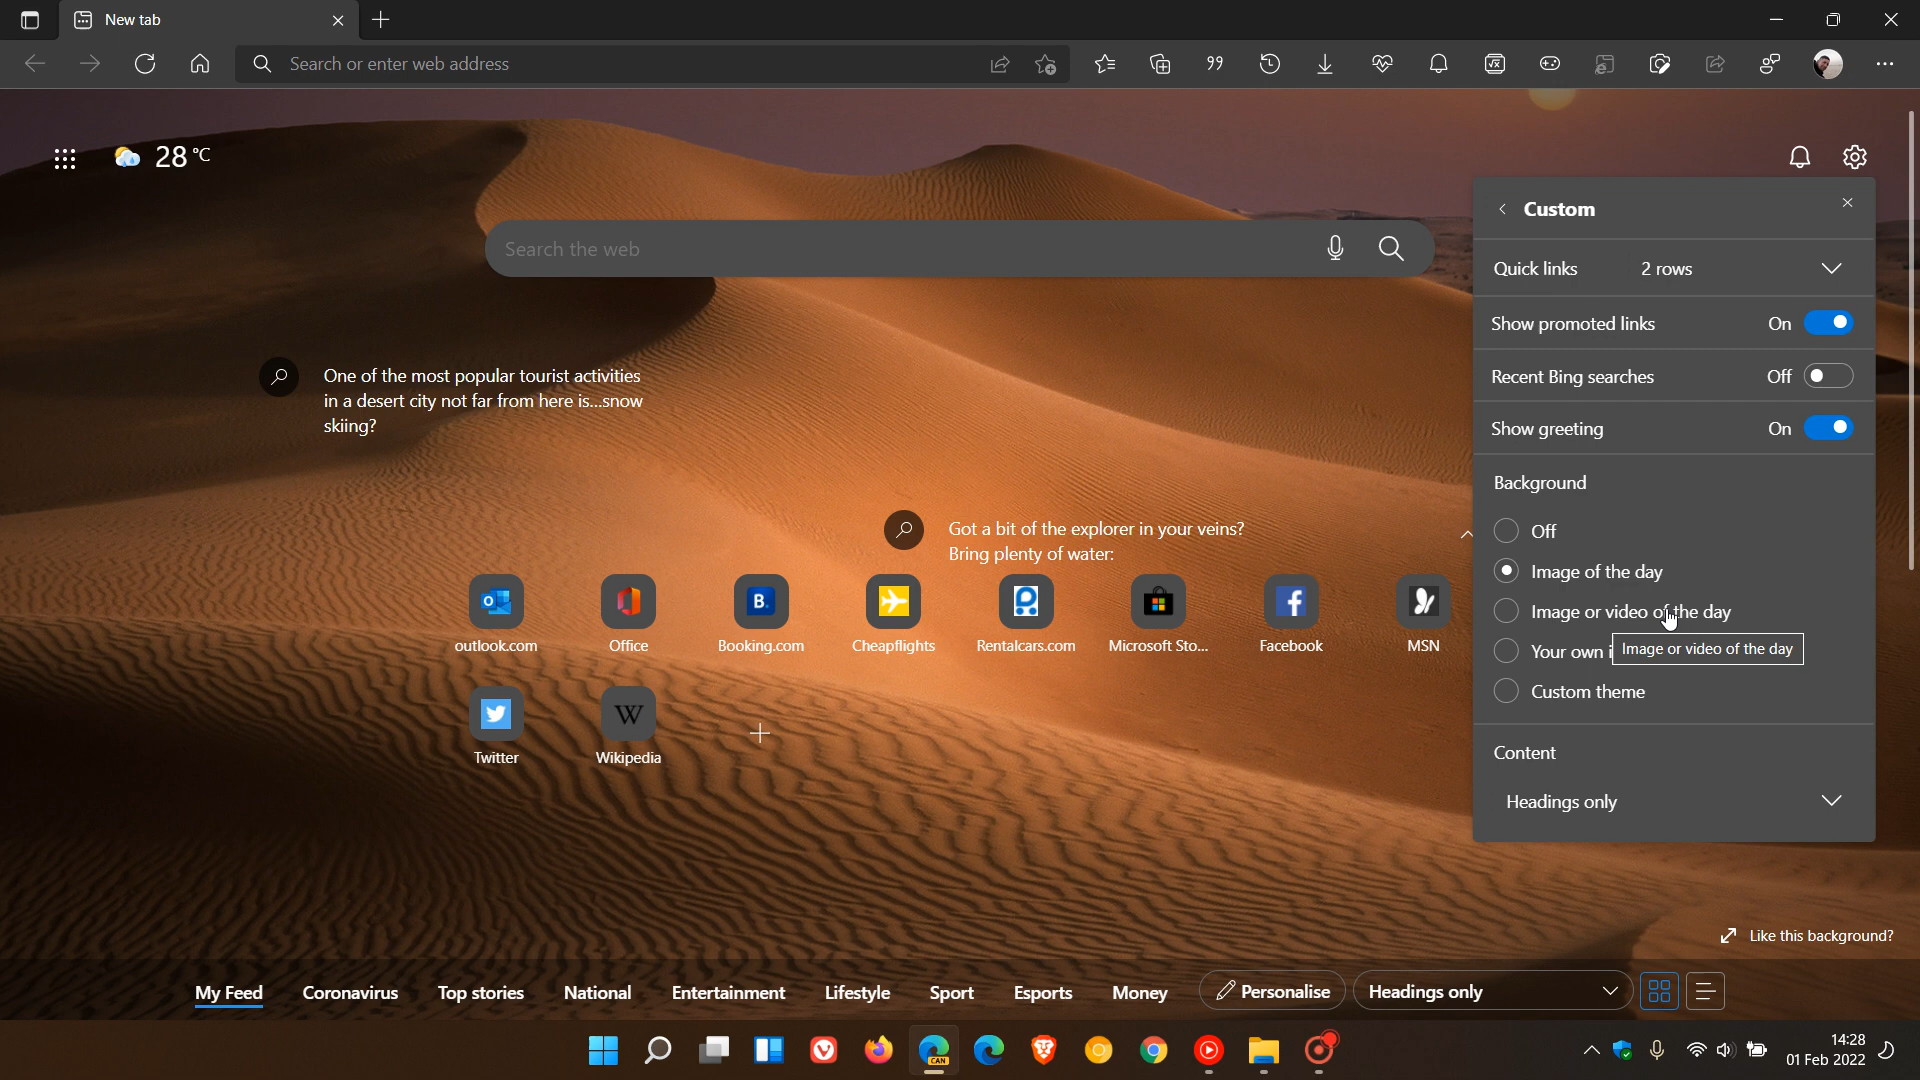 New tab
Search or enter web address
28 °C
Search the web
One of the most popular tourist activities
in a desert city not far from here is...snow
skiing?
Got a bit of the explorer in your veins?
Bring plenty of water:
outlook.com
Office
B.
Booking.com
Cheapflights
Rentalcars.com
Microsoft Sto...
Facebook
MSN
Twitter
W
Wikipedia
Custom
Quick links 2 rows
Show promoted links On
Recent Bing searches Off
Show greeting On
Background
Off
Image of the day
Image or video of the day
Your own i
Image or video of the day
Custom theme
Content
Headings only
Like this background?
My Feed Coronavirus Top stories National Entertainment Lifestyle Sport Esports Money Personalise Headings only
CAN
14:28
01 Feb 2022